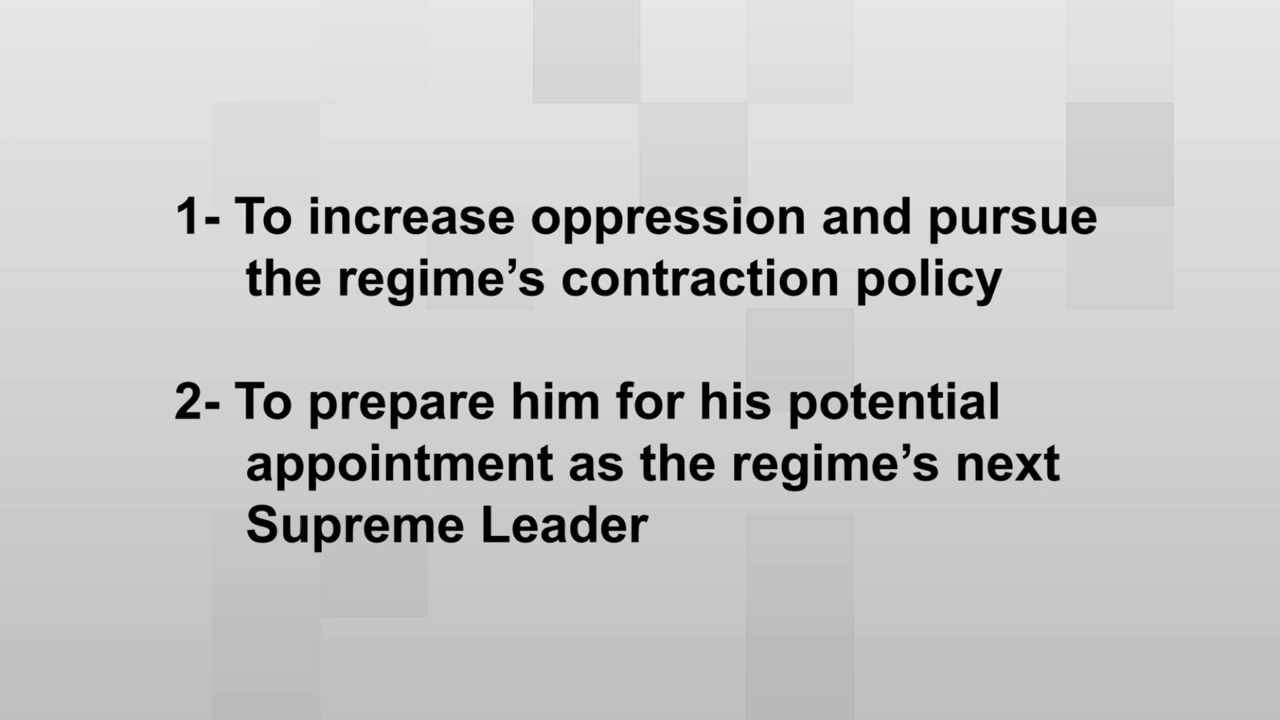 1- To increase oppression and pursue
the regime’s contraction policy
2- To prepare him for his potential
appointment as the regime’s next
Supreme Leader